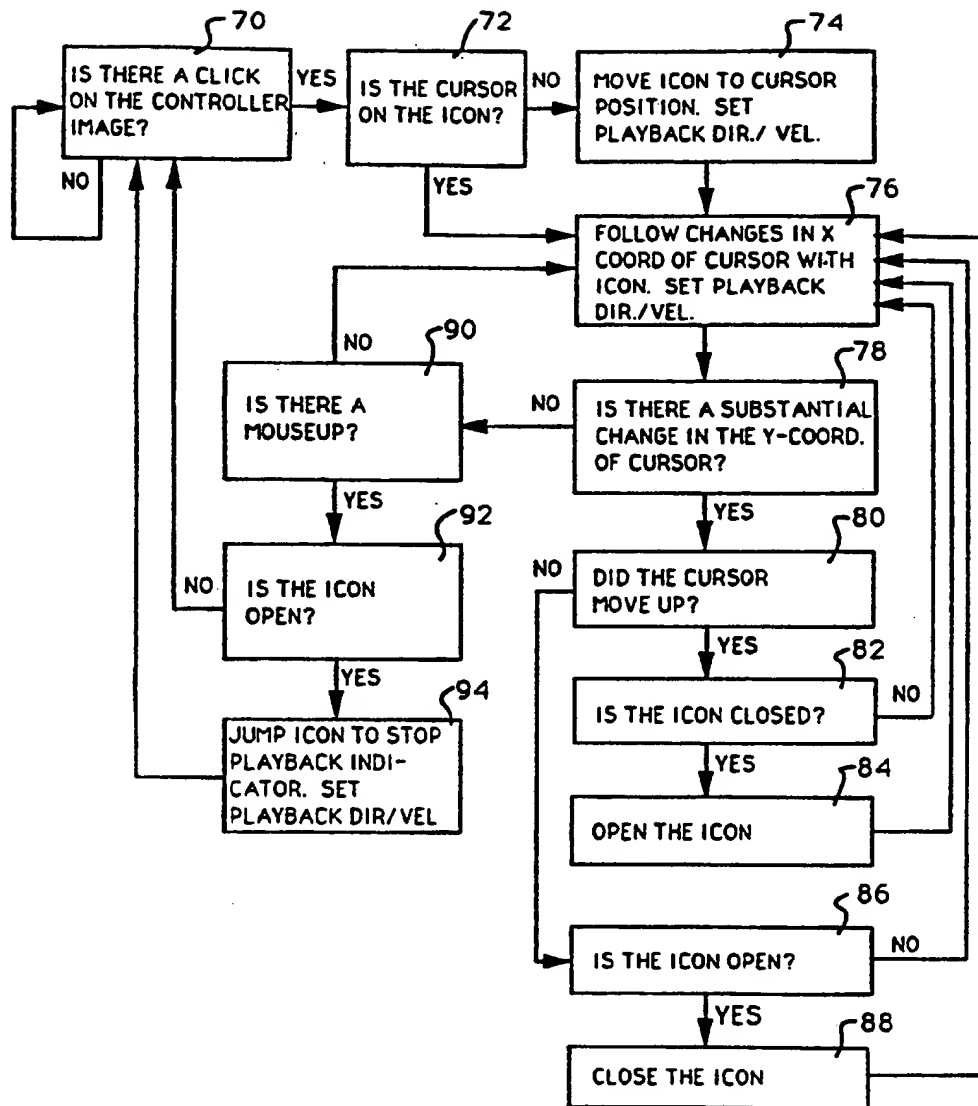 70
IS THERE A CLICK
ON THE CONTROLLER
IMAGE?
YES
NO
72
IS THE CURSOR
ON THE ICON?
NO
YES
74
MOVE ICON TO CURSOR
POSITION. SET
PLAYBACK DIR./ VEL.
76
FOLLOW CHANGES IN X
COORD OF CURSOR WITH
ICON. SET PLAYBACK
DIR./VEL.
78
IS THERE A SUBSTANTIAL
CHANGE IN THE Y-COORD.
OF CURSOR?
NO
YES
90
NO
IS THERE A
MOUSEUP?
YES
92
NO
IS THE ICON
OPEN?
YES
94
JUMP ICON TO STOP
PLAYBACK INDI-
CATOR. SET
PLAYBACK DIR/VEL
80
NO
DID THE CURSOR
MOVE UP?
YES
82
IS THE ICON CLOSED?
NO
YES
84
OPEN THE ICON
86
IS THE ICON OPEN?
NO
YES
88
CLOSE THE ICON